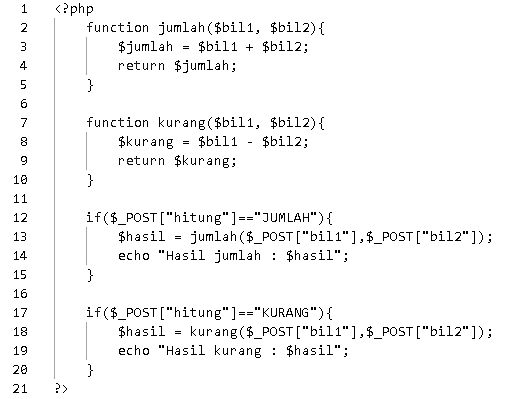 1 <?php
2 function jumlah($bil1, $bil2){
3 $jumlah = $bil1 + $bil2;
4 return $jumlah;
5 }
6
7 function kurang($bil1, $bil2){
8 $kurang = $bil1 - $bil2;
9 return $kurang;
10 }
11
12 if($_POST["hitung"]=="JUMLAH"){
13 $hasil = jumlah($_POST["bil1"],$_POST["bil2"]);
14 echo "Hasil jumlah : $hasil";
15 }
16
17 if($_POST["hitung"]=="KURANG"){
18 $hasil = kurang($_POST["bil1"],$_POST["bil2"]);
19 echo "Hasil kurang : $hasil";
20 }
21 ?>